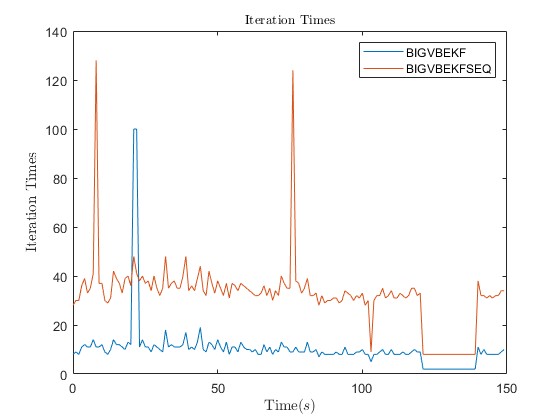 Iteration Times
140
120
100
80
60
40
20
0
Iteration Times
BIGVBEKF
BIGVBEKFSEQ
0 50 100 150
Time(s)